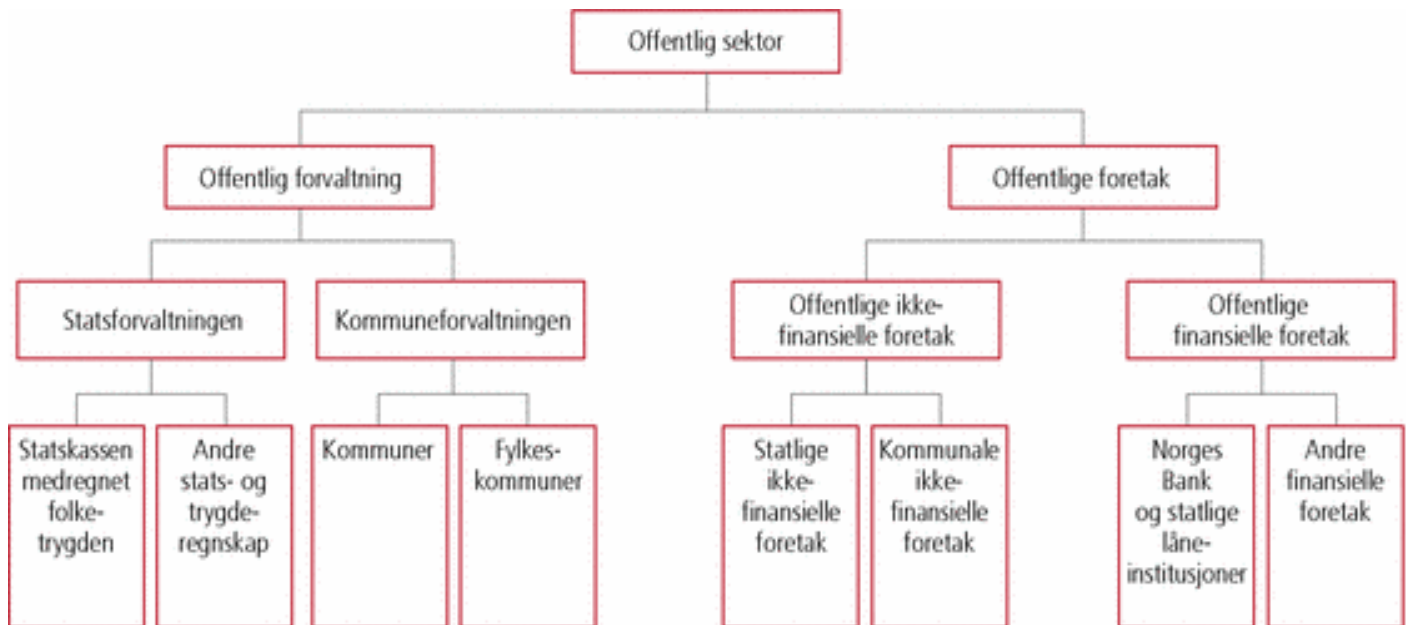 Offentlig sektor
Offentlig forvaltning
Offentlige foretak
Statsforvaltningen
Kommuneforvaltningen
Offentlige ikke-
finansielle foretak
Offentlige
finansielle foretak
Statskassen
medregnet
folke-
trygden
Andre
stats- og
trygde-
regnskap
Kommuner
Fylkes-
kommuner
Statlige
ikke-
finansielle
foretak
Kommunale
ikke-
finansielle
foretak
Norges
Bank
og statlige
låne-
institusjoner
Andre
finansielle
foretak